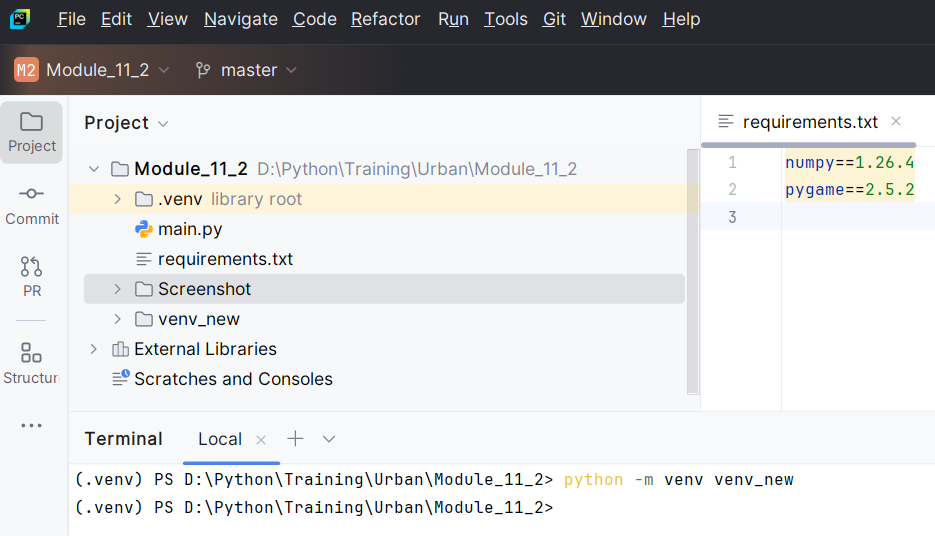 PC
File Edit View Navigate Code Refactor Run Tools Git Window Help
M2 Module_11_2 master
Project
Commit
PR
Structur
Project
Module_11_2 D:\Python\Training\Urban\Module_11_2
.venv library root
main.py
requirements.txt
Screenshot
venv_new
External Libraries
Scratches and Consoles
requirements.txt
1 numpy==1.26.4
2 pygame==2.5.2
3
Terminal Local
(.venv) PS D:\Python\Training\Urban\Module_11_2> python -m venv venv_new
(.venv) PS D:\Python\Training\Urban\Module_11_2>